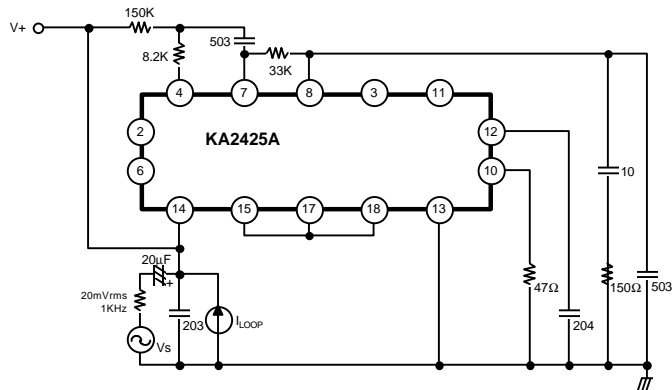 V+
150K
503
8.2K
33K
4
7
8
3
11
2
KA2425A
12
6
10
10
14
15
17
18
13
20µF
+
20mVrms
1KHz
47Ω
150Ω
503
203
ILOOP
204
Vs